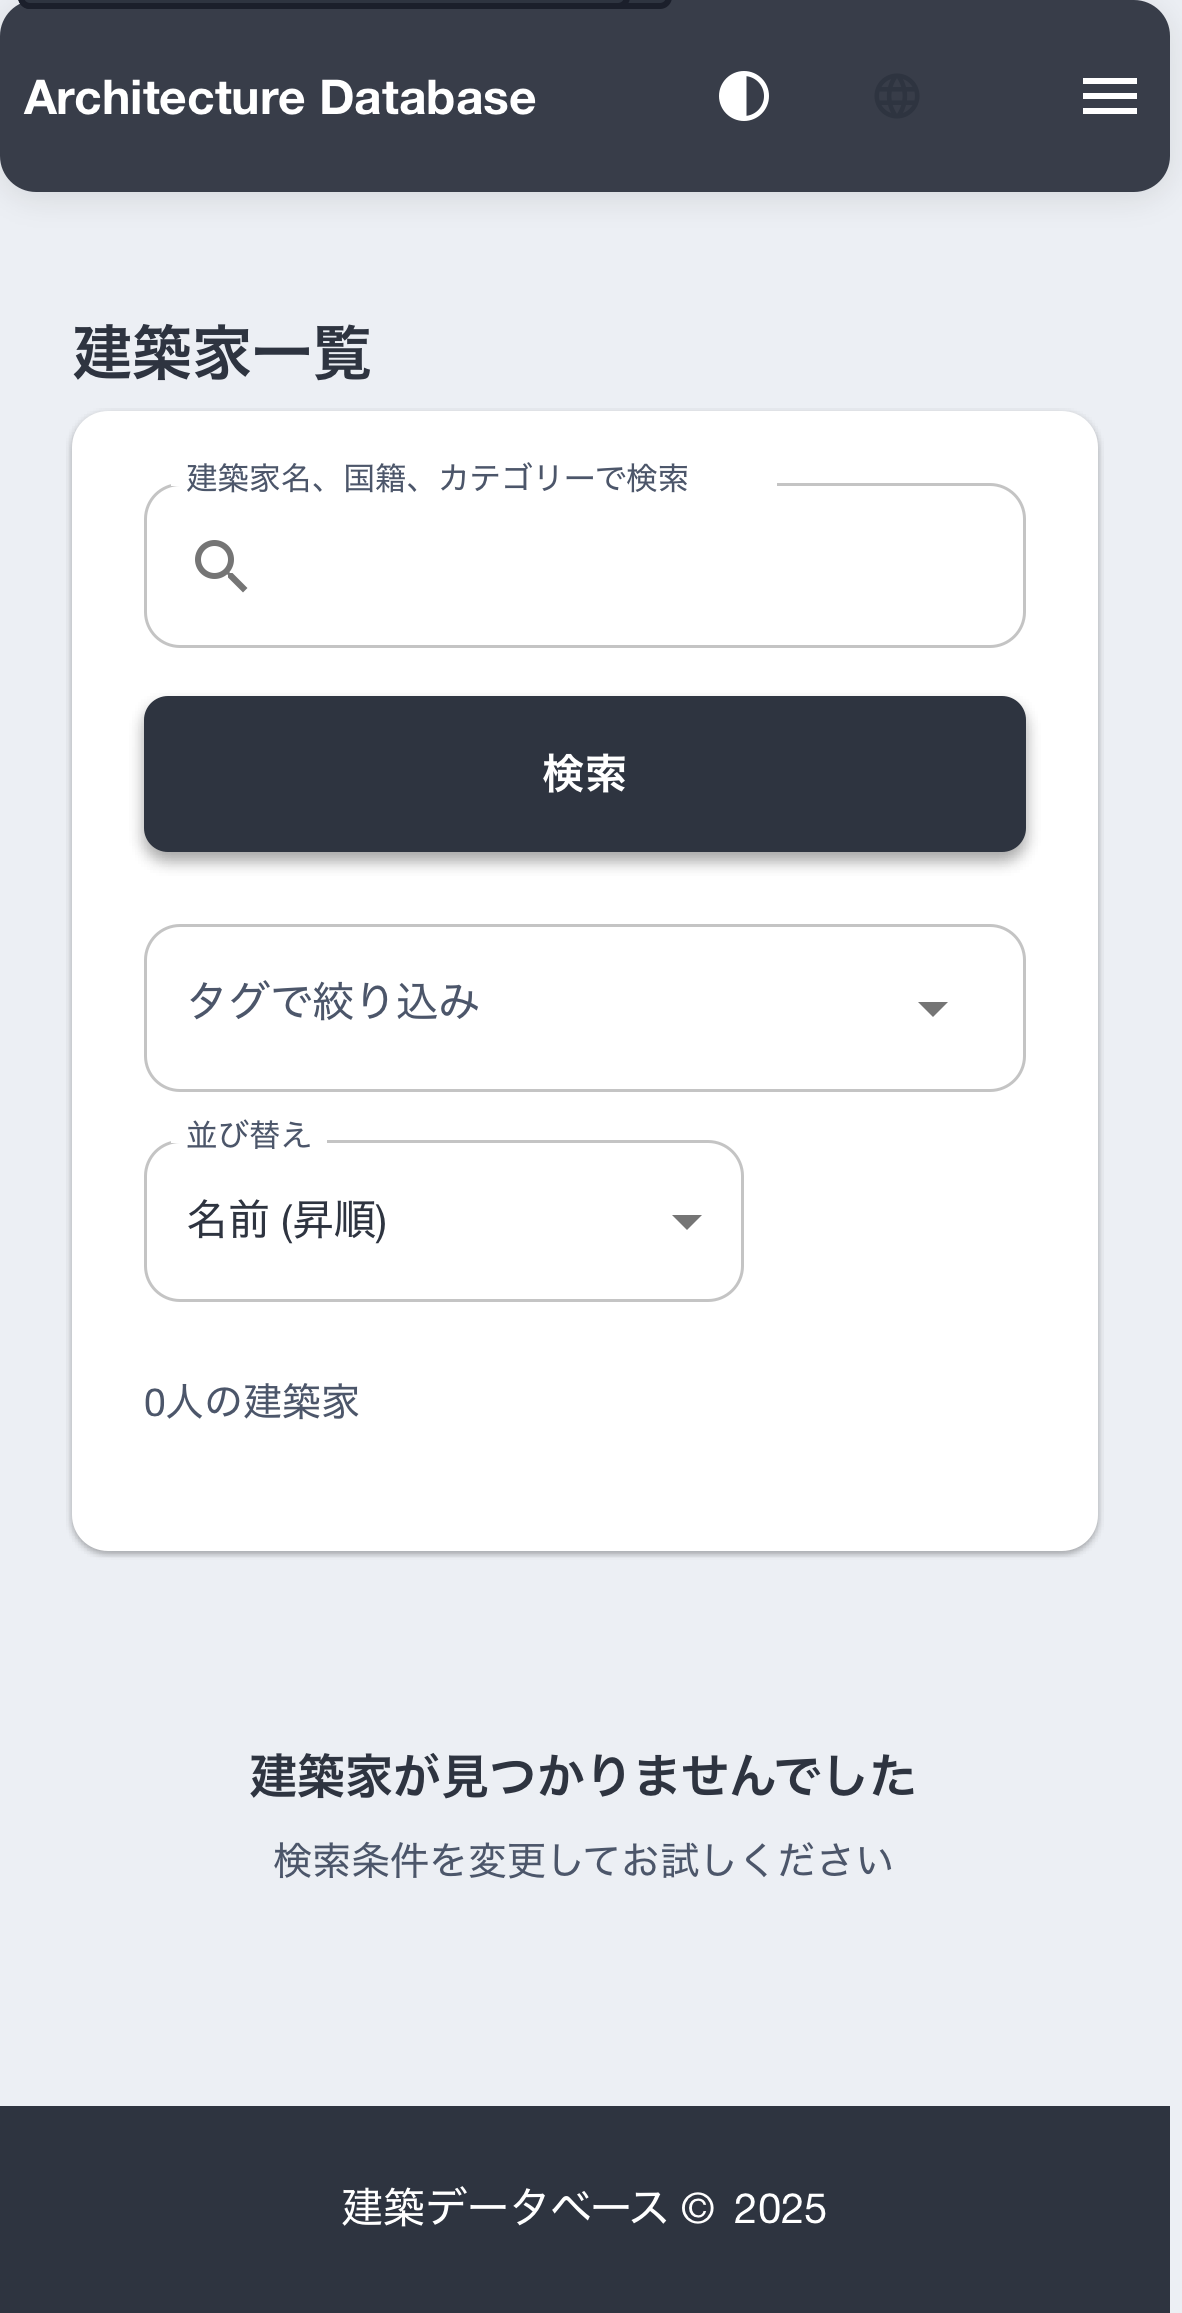 Architecture Database
建築家一覧
建築家名、国籍、カテゴリーで検索
検索
タグで絞り込み
並び替え
名前 (昇順)
0人の建築家
建築家が見つかりませんでした
検索条件を変更してお試しください
建築データベース © 2025